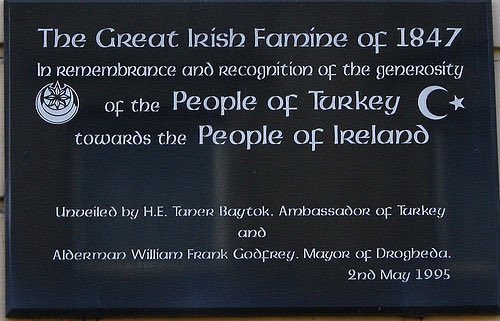 The Great Irish Famine of 1847
In remembrance and recognition of the generosity
of the People of Turkey
towards the People of Ireland
Unveiled by H.E. Taner Baytok. Ambassador of Turkey
and
Alderman William Frank Godfrey. Mayor of Drogheda.
2nd May 1995